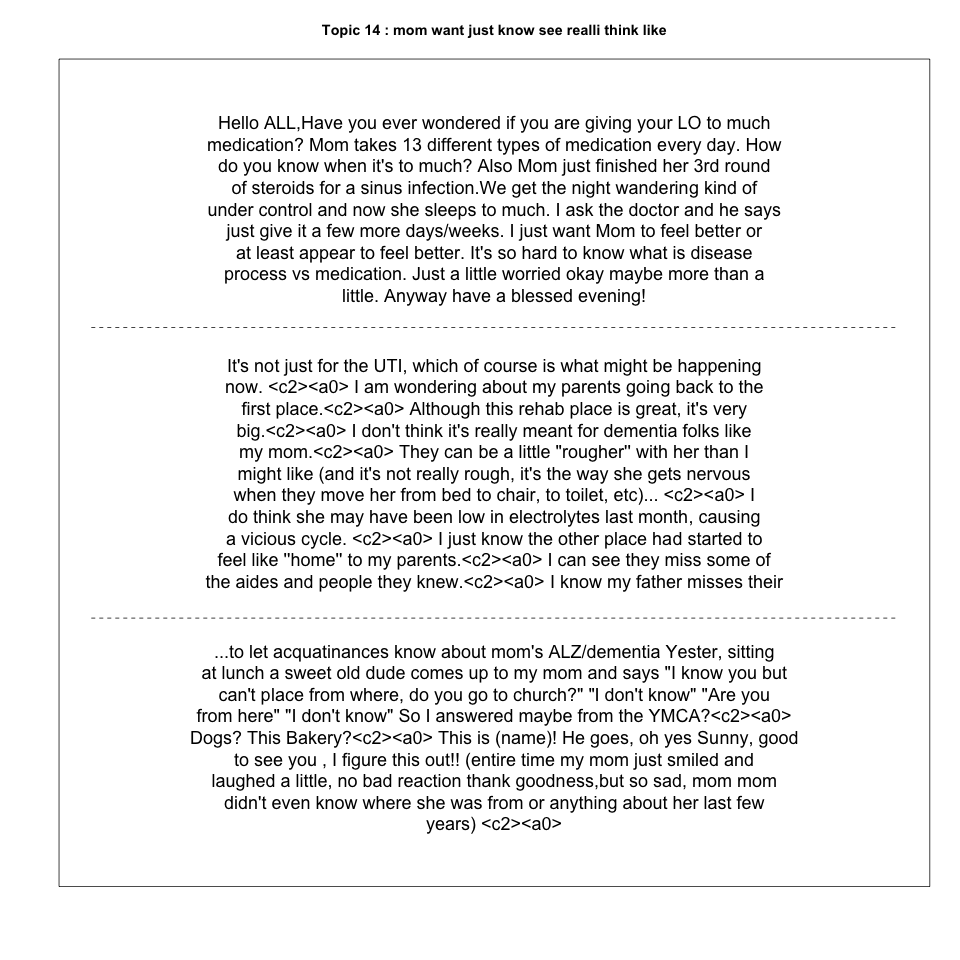 Topic 14 : mom want just know see realli think like
Hello ALL,Have you ever wondered if you are giving your LO to much
medication? Mom takes 13 different types of medication every day. How
do you know when it's to much? Also Mom just finished her 3rd round
of steroids for a sinus infection.We get the night wandering kind of
under control and now she sleeps to much. I ask the doctor and he says
just give it a few more days/weeks. I just want Mom to feel better or
at least appear to feel better. It's so hard to know what is disease
process vs medication. Just a little worried okay maybe more than a
little. Anyway have a blessed evening!
It's not just for the UTI, which of course is what might be happening
now. <c2><a0> I am wondering about my parents going back to the
first place.<c2><a0> Although this rehab place is great, it's very
big.<c2><a0> I don't think it's really meant for dementia folks like
my mom.<c2><a0> They can be a little "rougher" with her than I
might like (and it's not really rough, it's the way she gets nervous
when they move her from bed to chair, to toilet, etc)... <c2><a0> I
do think she may have been low in electrolytes last month, causing
a vicious cycle. <c2><a0> I just know the other place had started to
feel like "home" to my parents.<c2><a0> I can see they miss some of
the aides and people they knew.<c2><a0> I know my father misses their
...to let acquatinances know about mom's ALZ/dementia Yester, sitting
at lunch a sweet old dude comes up to my mom and says "I know you but
can't place from where, do you go to church?" "I don't know" "Are you
from here" "I don't know" So I answered maybe from the YMCA?<c2><a0>
Dogs? This Bakery?<c2><a0> This is (name)! He goes, oh yes Sunny, good
to see you , I figure this out!! (entire time my mom just smiled and
laughed a little, no bad reaction thank goodness,but so sad, mom mom
didn't even know where she was from or anything about her last few
years) <c2><a0>